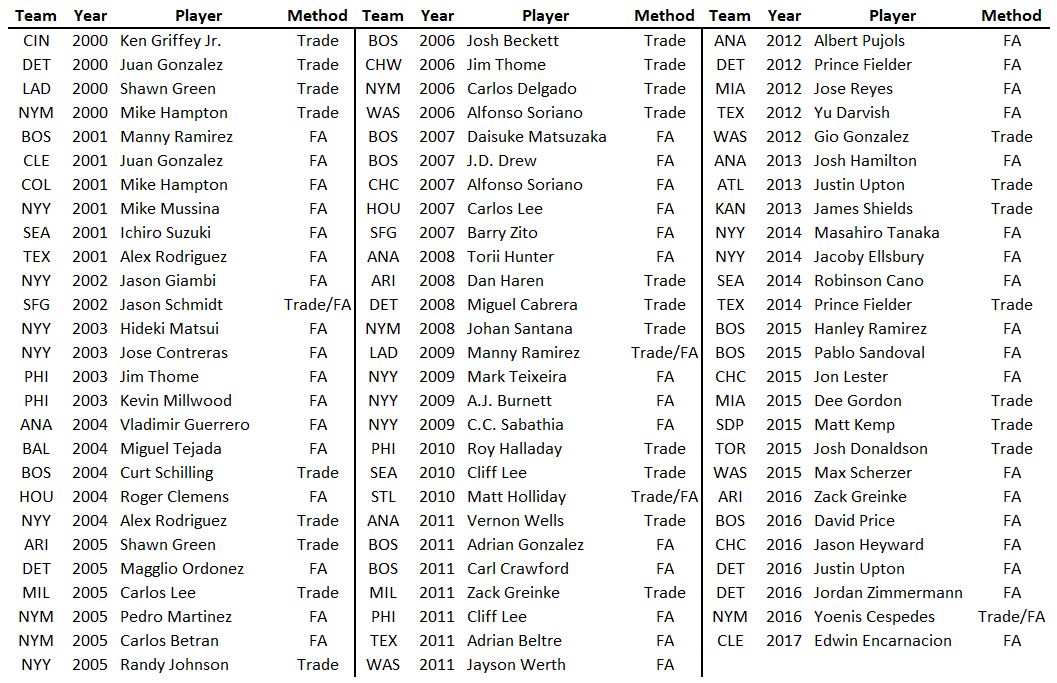 Team Year Player Method Team Year Player Method Team Year Player Method
CIN 2000 Ken Griffey Jr. Trade BOS 2006 Josh Beckett Trade ANA 2012 Albert Pujols FA
DET 2000 Juan Gonzalez Trade CHW 2006 Jim Thome Trade DET 2012 Prince Fielder FA
LAD 2000 Shawn Green Trade NYM 2006 Carlos Delgado Trade MIA 2012 Jose Reyes FA
NYM 2000 Mike Hampton Trade WAS 2006 Alfonso Soriano Trade TEX 2012 Yu Darvish FA
BOS 2001 Manny Ramirez FA BOS 2007 Daisuke Matsuzaka FA WAS 2012 Gio Gonzalez Trade
CLE 2001 Juan Gonzalez FA BOS 2007 J.D. Drew FA ANA 2013 Josh Hamilton FA
COL 2001 Mike Hampton FA CHC 2007 Alfonso Soriano FA ATL 2013 Justin Upton Trade
NYY 2001 Mike Mussina FA HOU 2007 Carlos Lee FA KAN 2013 James Shields Trade
SEA 2001 Ichiro Suzuki FA SFG 2007 Barry Zito FA NYY 2014 Masahiro Tanaka FA
TEX 2001 Alex Rodriguez FA ANA 2008 Torii Hunter FA NYY 2014 Jacoby Ellsbury FA
NYY 2002 Jason Giambi FA ARI 2008 Dan Haren Trade SEA 2014 Robinson Cano FA
SFG 2002 Jason Schmidt Trade/FA DET 2008 Miguel Cabrera Trade TEX 2014 Prince Fielder Trade
NYY 2003 Hideki Matsui FA NYM 2008 Johan Santana Trade BOS 2015 Hanley Ramirez FA
NYY 2003 Jose Contreras FA LAD 2009 Manny Ramirez Trade/FA BOS 2015 Pablo Sandoval FA
PHI 2003 Jim Thome FA NYY 2009 Mark Teixeira FA CHC 2015 Jon Lester FA
PHI 2003 Kevin Millwood FA NYY 2009 A.J. Burnett FA MIA 2015 Dee Gordon Trade
ANA 2004 Vladimir Guerrero FA NYY 2009 C.C. Sabathia FA SDP 2015 Matt Kemp Trade
BAL 2004 Miguel Tejada FA PHI 2010 Roy Halladay Trade TOR 2015 Josh Donaldson Trade
BOS 2004 Curt Schilling Trade SEA 2010 Cliff Lee Trade WAS 2015 Max Scherzer FA
HOU 2004 Roger Clemens FA STL 2010 Matt Holliday Trade/FA ARI 2016 Zack Greinke FA
NYY 2004 Alex Rodriguez Trade ANA 2011 Vernon Wells Trade BOS 2016 David Price FA
ARI 2005 Shawn Green Trade BOS 2011 Adrian Gonzalez FA CHC 2016 Jason Heyward FA
DET 2005 Magglio Ordonez FA BOS 2011 Carl Crawford FA DET 2016 Justin Upton FA
MIL 2005 Carlos Lee Trade MIL 2011 Zack Greinke Trade DET 2016 Jordan Zimmermann FA
NYM 2005 Pedro Martinez FA PHI 2011 Cliff Lee FA NYM 2016 Yoenis Cespedes Trade/FA
NYM 2005 Carlos Betran FA TEX 2011 Adrian Beltre FA CLE 2017 Edwin Encarnacion FA
NYY 2005 Randy Johnson Trade WAS 2011 Jayson Werth FA